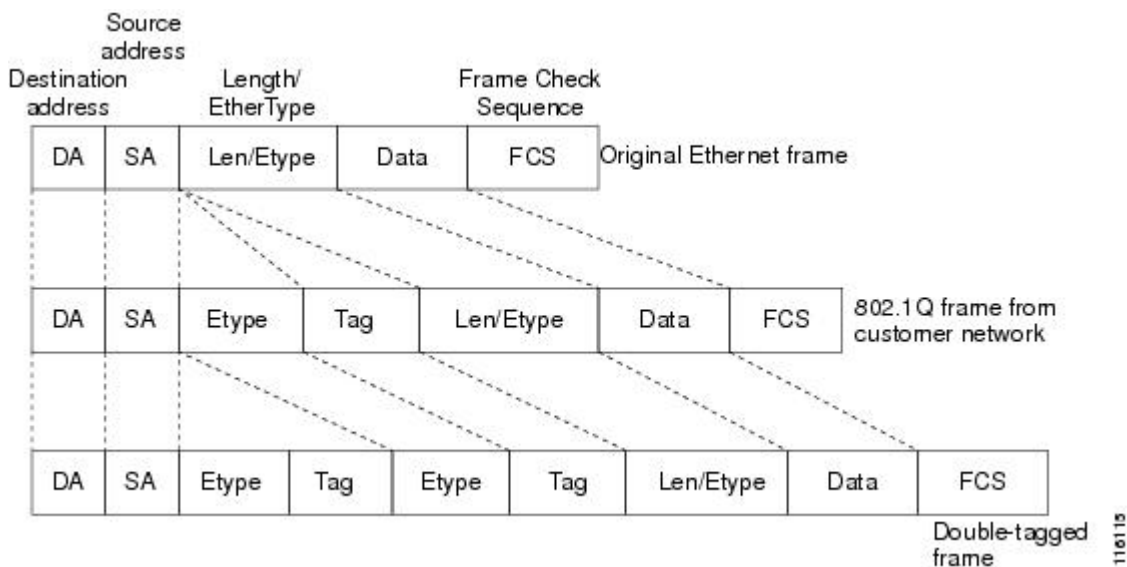 Source
address
Destination
address
Length/
EtherType
Frame Check
Sequence
DA SA Len/Etype Data FCS Original Ethernet frame
DA SA Etype Tag Len/Etype Data FCS 802.1Q frame from
customer network
DA SA Etype Tag Etype Tag Len/Etype Data FCS
Double-tagged
frame
116115